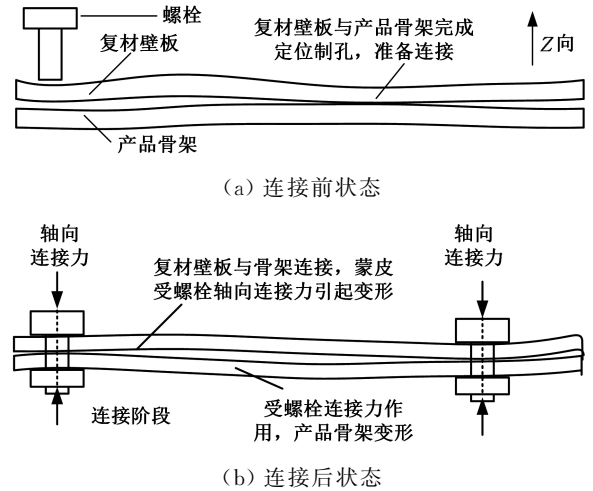 螺栓
复材壁板
复材壁板与产品骨架完成
定位制孔，准备连接
Z向
产品骨架
（a）连接前状态
轴向
连接力
复材壁板与骨架连接，蒙皮
受螺栓轴向连接力引起变形
轴向
连接力
连接阶段
受螺栓连接力作
用，产品骨架变形
（b）连接后状态